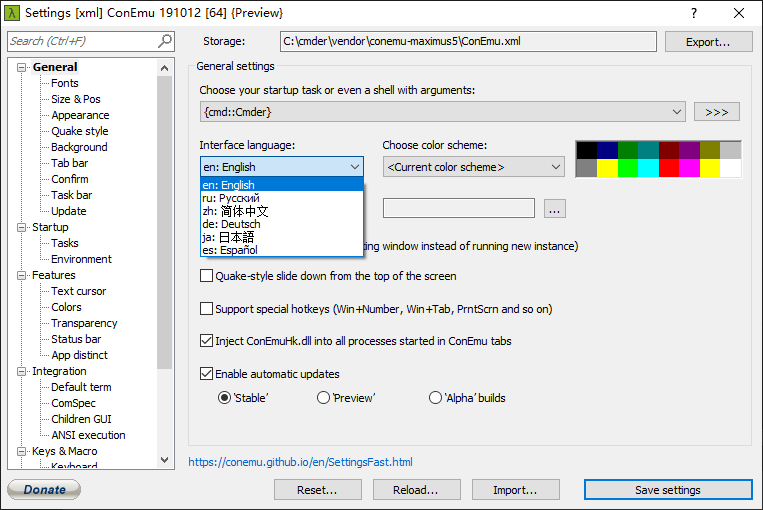 λ Settings [xml] ConEmu 191012 [64] {Preview} ?
Search (Ctrl+F)
Storage: C:\cmder\vendor\conemu-maximus5\ConEmu.xml Export...
General
Fonts
Size & Pos
Appearance
Quake style
Background
Tab bar
Confirm
Task bar
Update
Startup
Tasks
Environment
Features
Text cursor
Colors
Transparency
Status bar
App distinct
Integration
Default term
ComSpec
Children GUI
ANSI execution
Keys & Macro
Keyboard
General settings
Choose your startup task or even a shell with arguments:
{cmd::Cmder} >>>
Interface language: Choose color scheme:
en: English <Current color scheme>
en: English
ru: Русский
zh: 简体中文
de: Deutsch
ja: 日本語
es: Español
...
window instead of running new instance)
Quake-style slide down from the top of the screen
Support special hotkeys (Win+Number, Win+Tab, PrntScrn and so on)
Inject ConEmuHk.dll into all processes started in ConEmu tabs
Enable automatic updates
'Stable' 'Preview' 'Alpha' builds
https://conemu.github.io/en/SettingsFast.html
Donate Reset... Reload... Import... Save settings